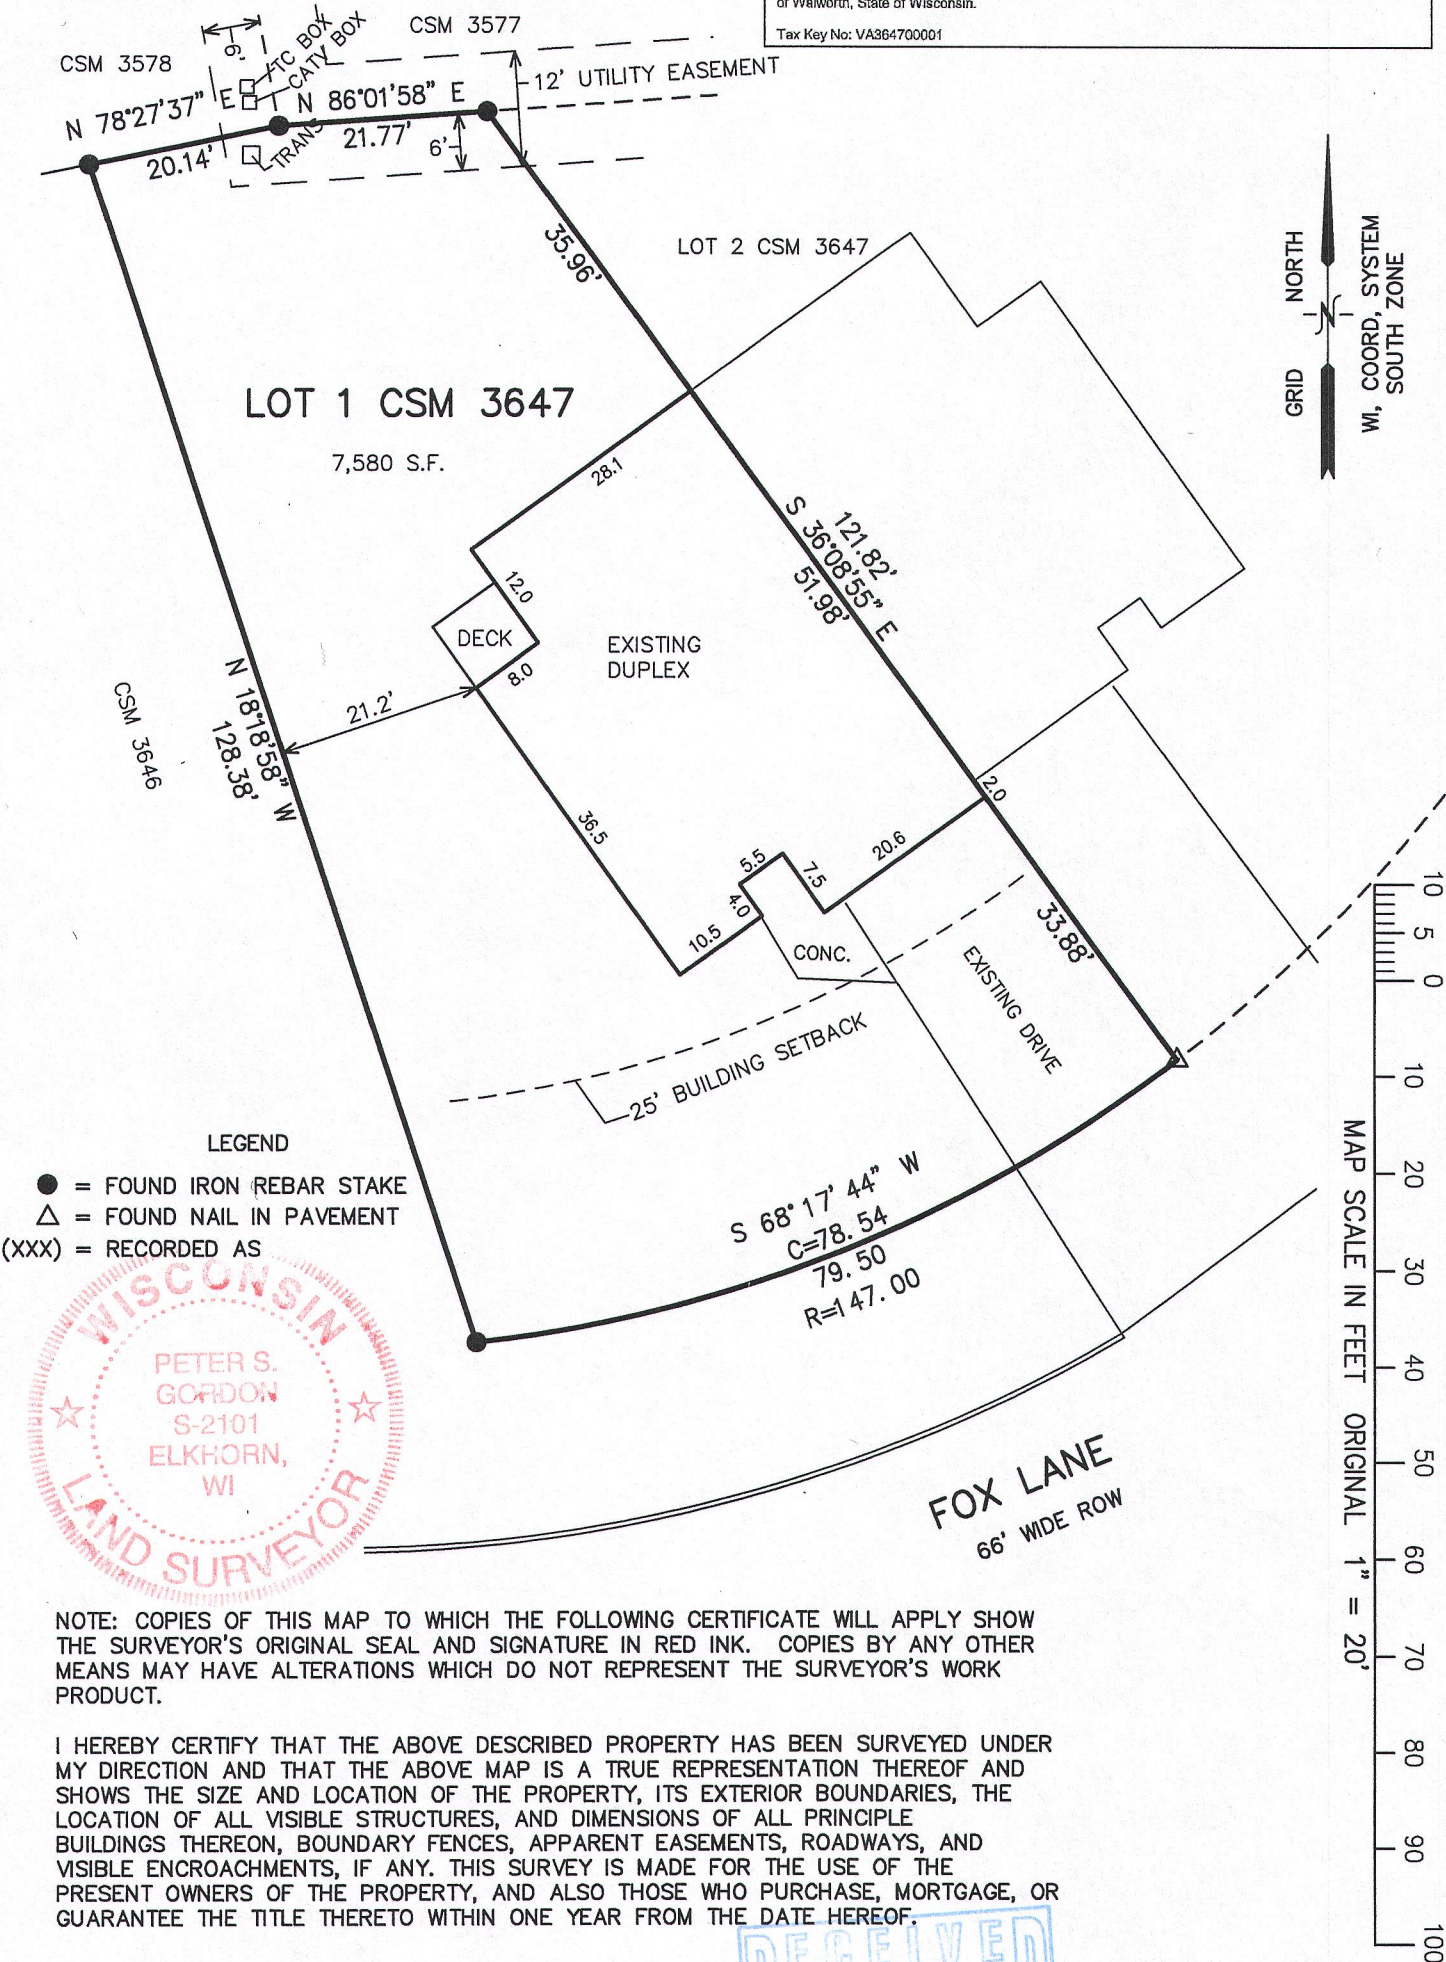 of Walworth, State of Wisconsin.
Tax Key No: VA364700001
CSM 3577
CSM 3578
6'
TC BOX
CATV BOX
TRANS
12' UTILITY EASEMENT
N 78°27'37" E
20.14'
N 86°01'58" E
21.77'
6'
35.96'
LOT 2 CSM 3647
GRID NORTH
N
WI. COORD, SYSTEM
SOUTH ZONE
LOT 1 CSM 3647
7,580 S.F.
28.1
121.82'
S 36°08'55" E
51.98'
12.0
DECK
8.0
EXISTING
DUPLEX
CSM 3646
N 18°18'58" W
128.38'
21.2'
36.5
2.0
5.5
7.5
20.6
4.0
10.5
CONC.
33.88'
EXISTING DRIVE
25' BUILDING SETBACK
S 68°17'44" W
C=78.54
79.50
R=147.00
LEGEND
= FOUND IRON REBAR STAKE
= FOUND NAIL IN PAVEMENT
(XXX) = RECORDED AS
WISCONSIN
PETER S.
GORDON
S-2101
ELKHORN,
WI
LAND SURVEYOR
FOX LANE
66' WIDE ROW
10 5 0 10 20 30 40 50 60 70 80 90 100
MAP SCALE IN FEET ORIGINAL 1" = 20'
NOTE: COPIES OF THIS MAP TO WHICH THE FOLLOWING CERTIFICATE WILL APPLY SHOW
THE SURVEYOR'S ORIGINAL SEAL AND SIGNATURE IN RED INK. COPIES BY ANY OTHER
MEANS MAY HAVE ALTERATIONS WHICH DO NOT REPRESENT THE SURVEYOR'S WORK
PRODUCT.
I HEREBY CERTIFY THAT THE ABOVE DESCRIBED PROPERTY HAS BEEN SURVEYED UNDER
MY DIRECTION AND THAT THE ABOVE MAP IS A TRUE REPRESENTATION THEREOF AND
SHOWS THE SIZE AND LOCATION OF THE PROPERTY, ITS EXTERIOR BOUNDARIES, THE
LOCATION OF ALL VISIBLE STRUCTURES, AND DIMENSIONS OF ALL PRINCIPLE
BUILDINGS THEREON, BOUNDARY FENCES, APPARENT EASEMENTS, ROADWAYS, AND
VISIBLE ENCROACHMENTS, IF ANY. THIS SURVEY IS MADE FOR THE USE OF THE
PRESENT OWNERS OF THE PROPERTY, AND ALSO THOSE WHO PURCHASE, MORTGAGE, OR
GUARANTEE THE TITLE THERETO WITHIN ONE YEAR FROM THE DATE HEREOF.
RECEIVED